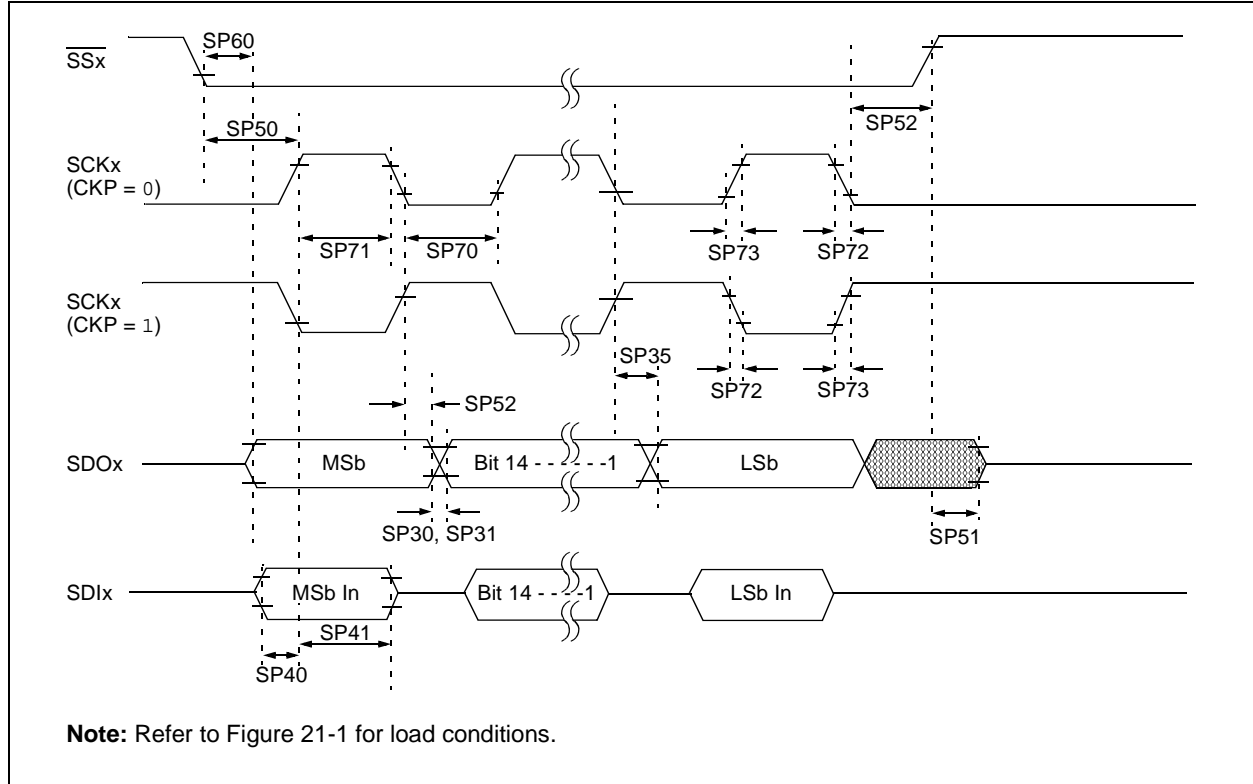 SP60
SSx
SP50
SP52
SCKx
(CKP = 0)
SP71
SP70
SP73
SP72
SCKx
(CKP = 1)
SP35
SP72
SP73
SP52
SDOx
MSb
Bit 14 - - - - - -1
LSb
SP30, SP31
SP51
SDIx
MSb In
Bit 14 - - - -1
LSb In
SP41
SP40
Note: Refer to Figure 21-1 for load conditions.